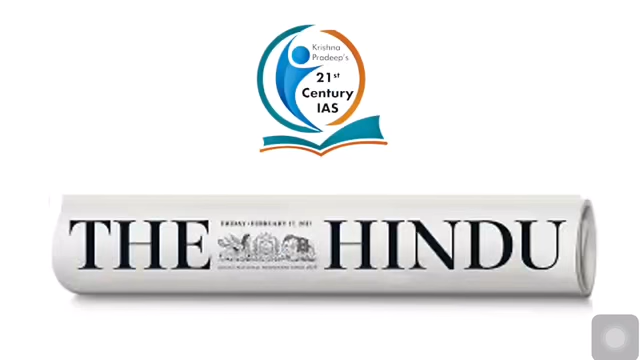 Krishna
Pradeep's
21st
Century
IAS
THE HINDU